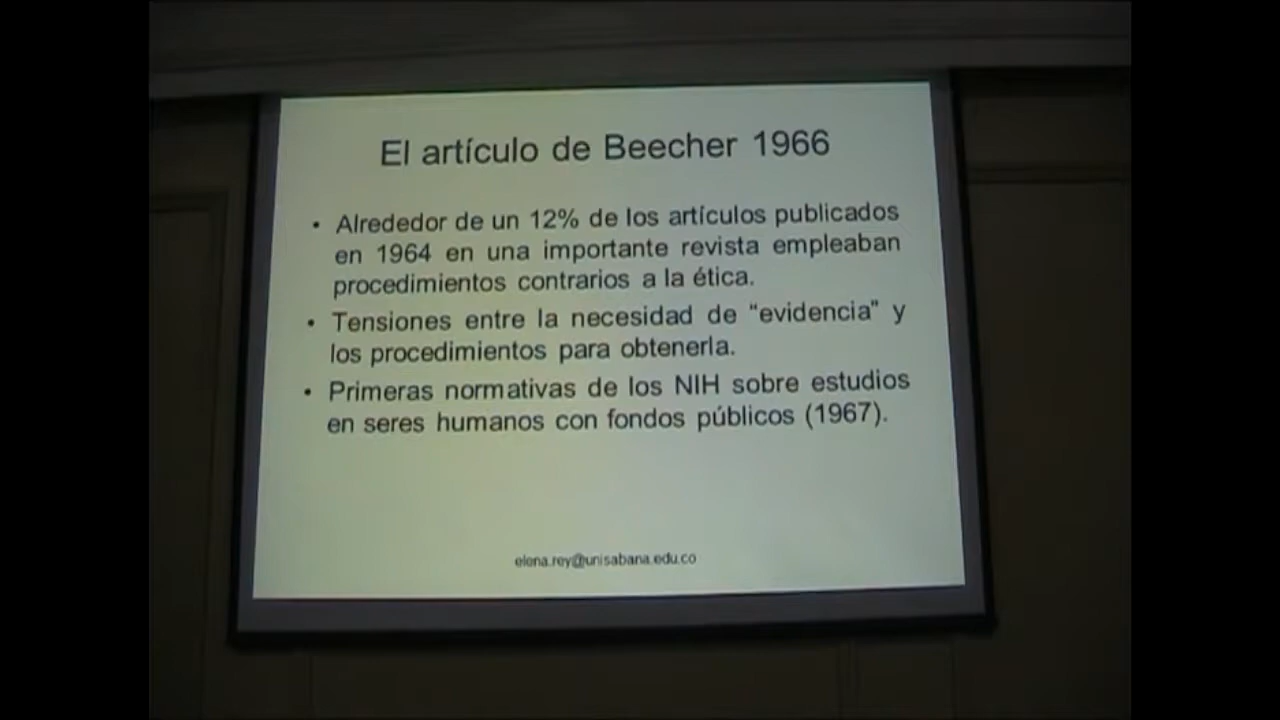 El artículo de Beecher 1966
• Alrededor de un 12% de los artículos publicados
en 1964 en una importante revista empleaban
procedimientos contrarios a la ética.
• Tensiones entre la necesidad de "evidencia" y
los procedimientos para obtenerla.
• Primeras normativas de los NIH sobre estudios
en seres humanos con fondos públicos (1967).
elena.rey@unisabana.edu.co